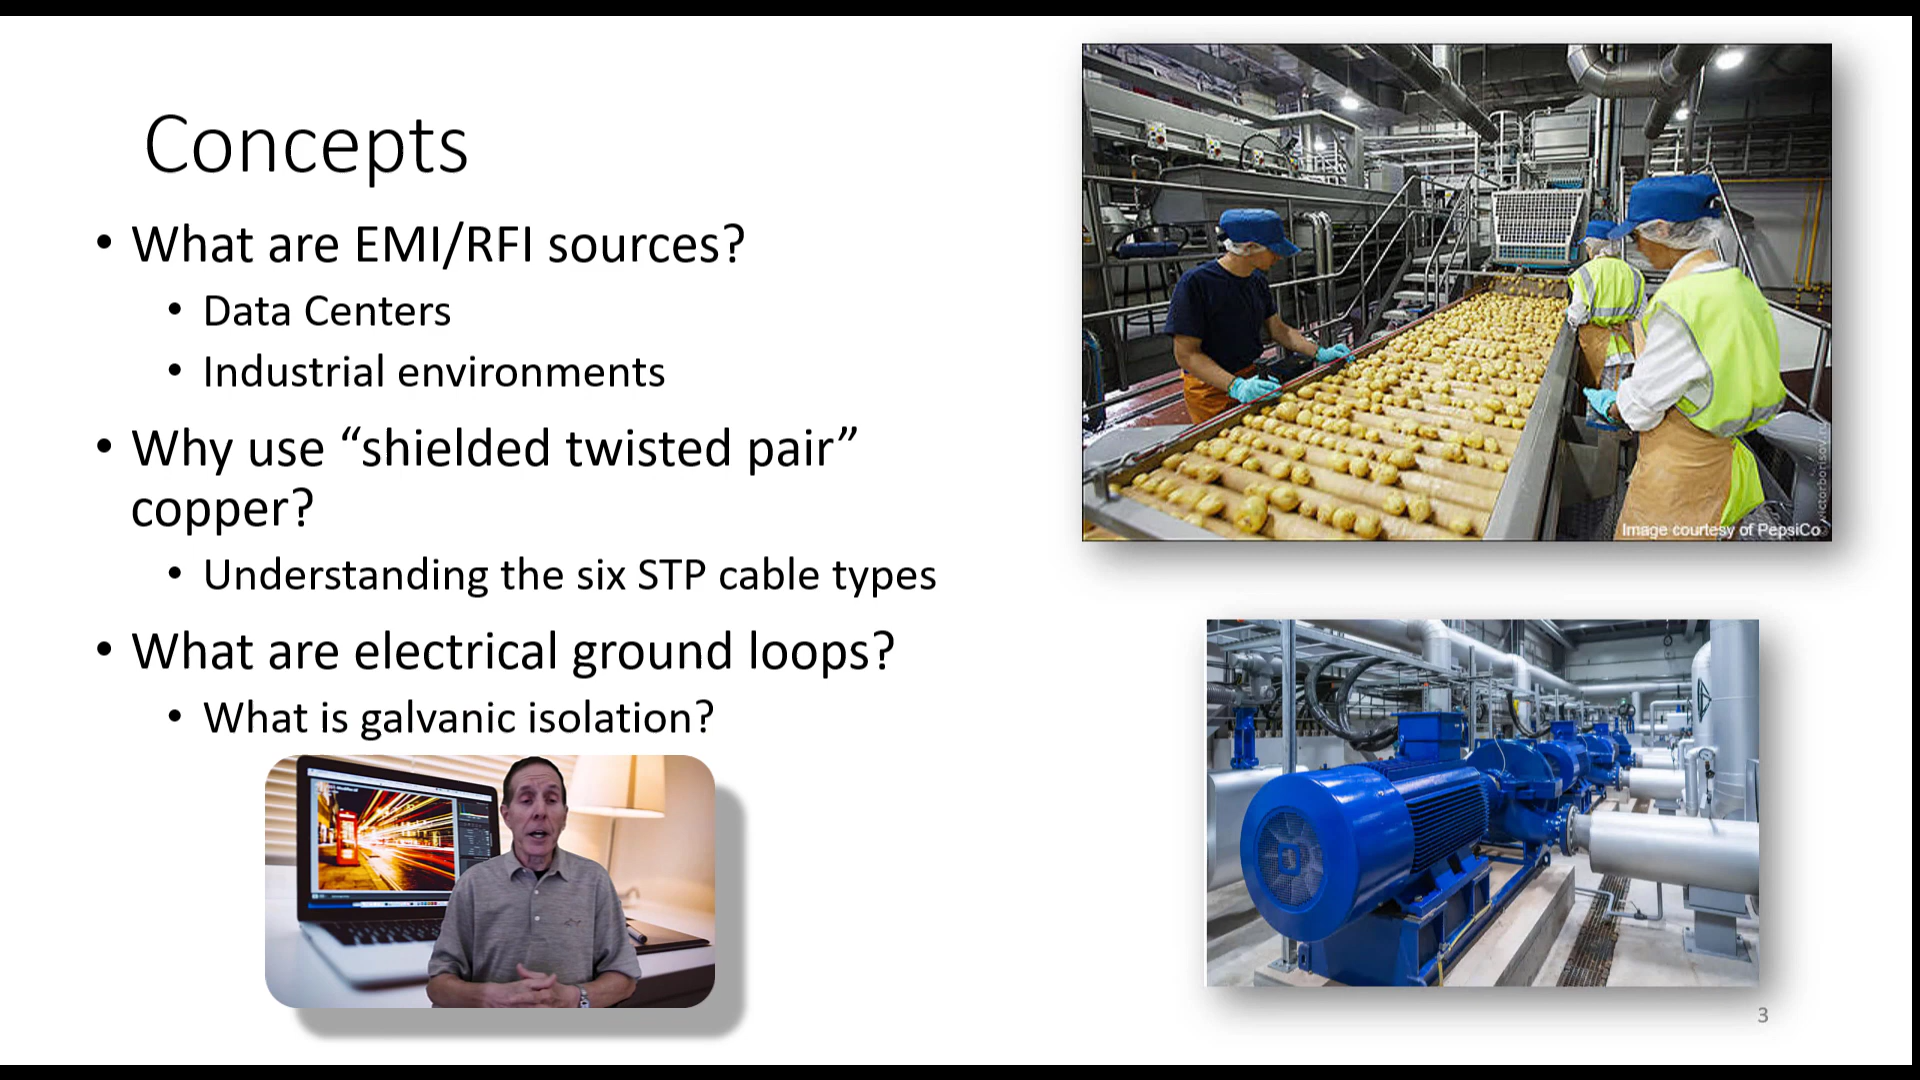 Concepts
• What are EMI/RFI sources?
• Data Centers
• Industrial environments
• Why use “shielded twisted pair”
copper?
• Understanding the six STP cable types
• What are electrical ground loops?
• What is galvanic isolation?
Image courtesy of PepsiCo
3